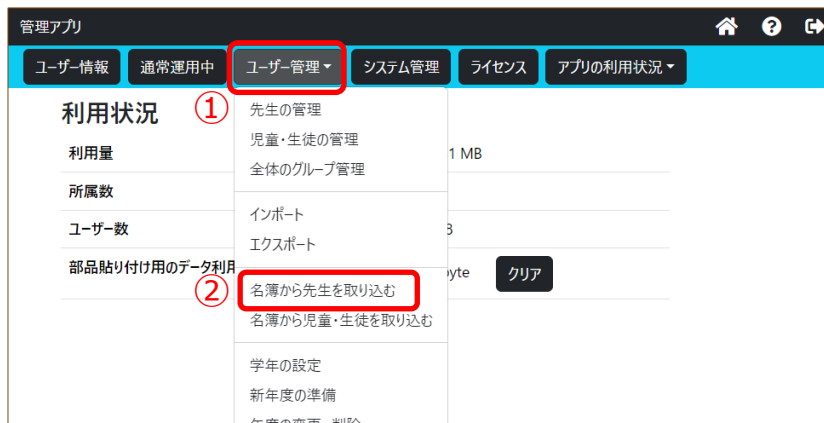 管理アプリ
ユーザー情報 通常運用中 ユーザー管理 システム管理 ライセンス アプリの利用状況
①
利用状況
先生の管理
児童・生徒の管理
利用量 1 MB
全体のグループ管理
所属数
インポート
ユーザー数
エクスポート
部品貼り付け用のデータ利用 byte クリア
②
名簿から先生を取り込む
名簿から児童・生徒を取り込む
学年の設定
新年度の準備